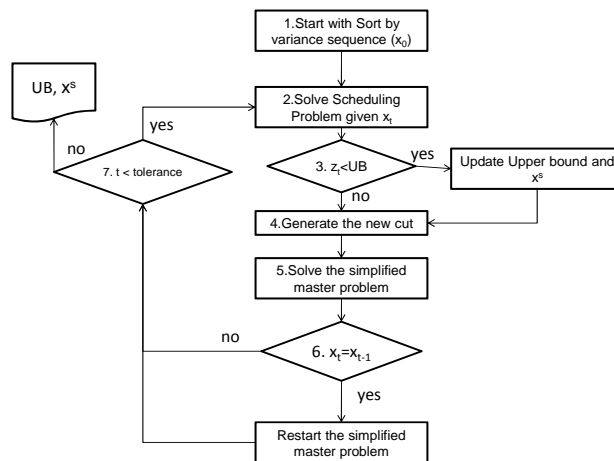 1.Start with Sort by
variance sequence (x0)
UB, xs
yes
2.Solve Scheduling
Problem given xt
no
7. t < tolerance
3. zt<UB
yes
Update Upper bound and
xs
no
4.Generate the new cut
5.Solve the simplified
master problem
no
6. xt=xt-1
yes
Restart the simplified
master problem